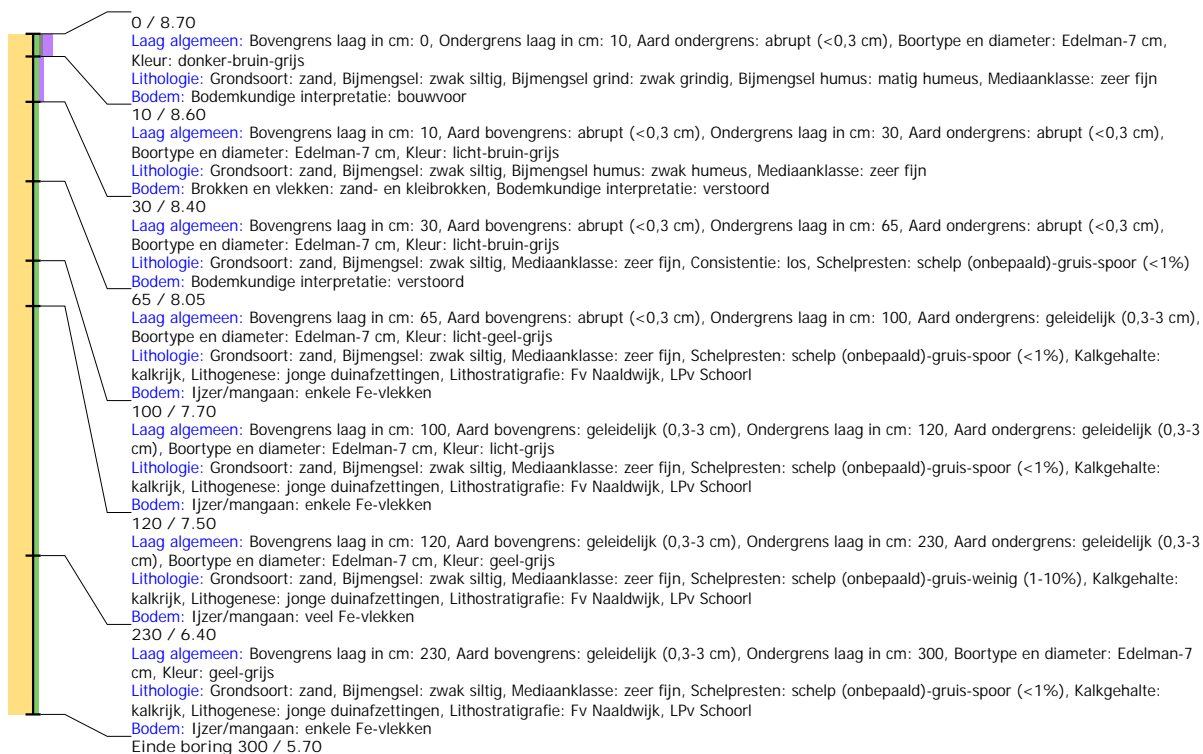 0 / 8.70
Laag algemeen: Bovengrens laag in cm: 0, Ondergrens laag in cm: 10, Aard ondergrens: abrupt (<0,3 cm), Boortype en diameter: Edelman-7 cm,
Kleur: donker-bruin-grijs
Lithologie: Grondsoort: zand, Bijmengsel: zwak siltig, Bijmengsel grind: zwak grindig, Bijmengsel humus: matig humeus, Mediaanklasse: zeer fijn
Bodem: Bodemkundige interpretatie: bouwvoor
10 / 8.60
Laag algemeen: Bovengrens laag in cm: 10, Aard bovengrens: abrupt (<0,3 cm), Ondergrens laag in cm: 30, Aard ondergrens: abrupt (<0,3 cm),
Boortype en diameter: Edelman-7 cm, Kleur: licht-bruin-grijs
Lithologie: Grondsoort: zand, Bijmengsel: zwak siltig, Bijmengsel humus: zwak humeus, Mediaanklasse: zeer fijn
Bodem: Brokken en vlekken: zand- en kleibrokken, Bodemkundige interpretatie: verstoord
30 / 8.40
Laag algemeen: Bovengrens laag in cm: 30, Aard bovengrens: abrupt (<0,3 cm), Ondergrens laag in cm: 65, Aard ondergrens: abrupt (<0,3 cm),
Boortype en diameter: Edelman-7 cm, Kleur: licht-bruin-grijs
Lithologie: Grondsoort: zand, Bijmengsel: zwak siltig, Mediaanklasse: zeer fijn, Consistentie: los, Schelpresten: schelp (onbepaald)-gruis-spoor (<1%)
Bodem: Bodemkundige interpretatie: verstoord
65 / 8.05
Laag algemeen: Bovengrens laag in cm: 65, Aard bovengrens: abrupt (<0,3 cm), Ondergrens laag in cm: 100, Aard ondergrens: geleidelijk (0,3-3 cm),
Boortype en diameter: Edelman-7 cm, Kleur: licht-geel-grijs
Lithologie: Grondsoort: zand, Bijmengsel: zwak siltig, Mediaanklasse: zeer fijn, Schelpresten: schelp (onbepaald)-gruis-spoor (<1%), Kalkgehalte:
kalkrijk, Lithogenese: jonge duinafzettingen, Lithostratigrafie: Fv Naaldwijk, LPv Schoorl
Bodem: Ijzer/mangaan: enkele Fe-vlekken
100 / 7.70
Laag algemeen: Bovengrens laag in cm: 100, Aard bovengrens: geleidelijk (0,3-3 cm), Ondergrens laag in cm: 120, Aard ondergrens: geleidelijk (0,3-3
cm), Boortype en diameter: Edelman-7 cm, Kleur: licht-grijs
Lithologie: Grondsoort: zand, Bijmengsel: zwak siltig, Mediaanklasse: zeer fijn, Schelpresten: schelp (onbepaald)-gruis-spoor (<1%), Kalkgehalte:
kalkrijk, Lithogenese: jonge duinafzettingen, Lithostratigrafie: Fv Naaldwijk, LPv Schoorl
Bodem: Ijzer/mangaan: enkele Fe-vlekken
120 / 7.50
Laag algemeen: Bovengrens laag in cm: 120, Aard bovengrens: geleidelijk (0,3-3 cm), Ondergrens laag in cm: 230, Aard ondergrens: geleidelijk (0,3-3
cm), Boortype en diameter: Edelman-7 cm, Kleur: geel-grijs
Lithologie: Grondsoort: zand, Bijmengsel: zwak siltig, Mediaanklasse: zeer fijn, Schelpresten: schelp (onbepaald)-gruis-weinig (1-10%), Kalkgehalte:
kalkrijk, Lithogenese: jonge duinafzettingen, Lithostratigrafie: Fv Naaldwijk, LPv Schoorl
Bodem: Ijzer/mangaan: veel Fe-vlekken
230 / 6.40
Laag algemeen: Bovengrens laag in cm: 230, Aard bovengrens: geleidelijk (0,3-3 cm), Ondergrens laag in cm: 300, Boortype en diameter: Edelman-7
cm, Kleur: geel-grijs
Lithologie: Grondsoort: zand, Bijmengsel: zwak siltig, Mediaanklasse: zeer fijn, Schelpresten: schelp (onbepaald)-gruis-spoor (<1%), Kalkgehalte:
kalkrijk, Lithogenese: jonge duinafzettingen, Lithostratigrafie: Fv Naaldwijk, LPv Schoorl
Bodem: Ijzer/mangaan: enkele Fe-vlekken
Einde boring 300 / 5.70